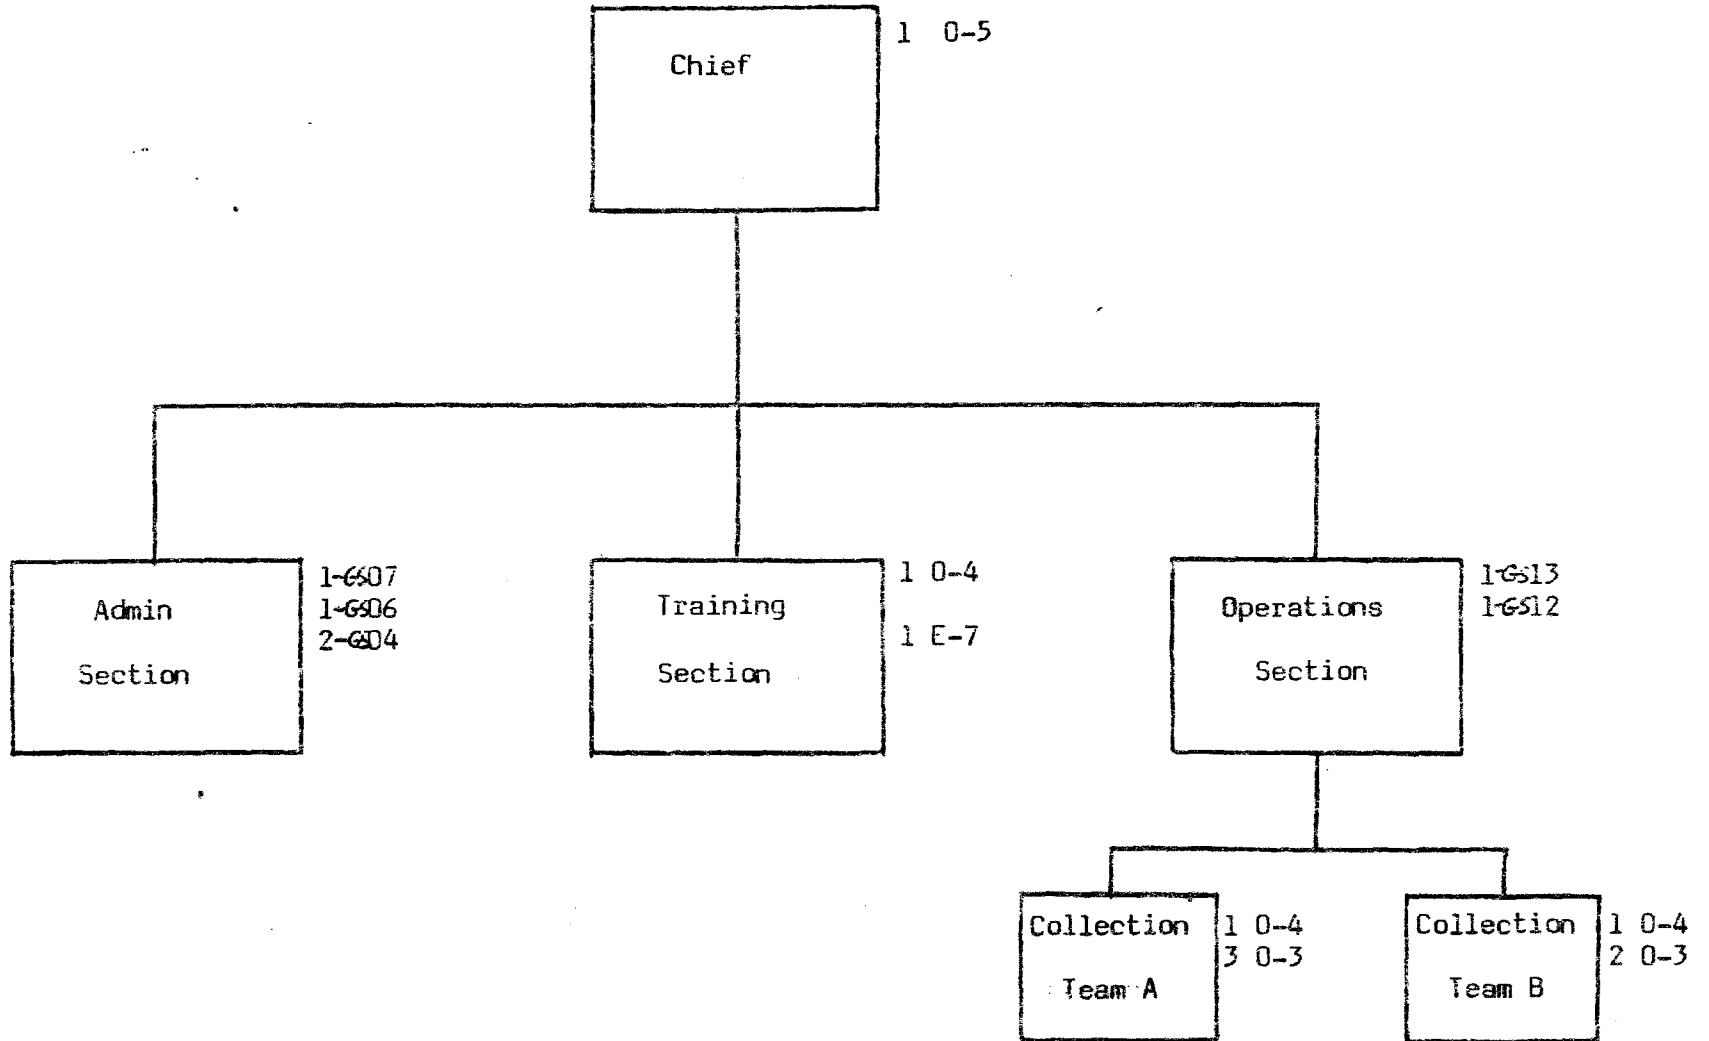 Chief
1 O-5
Admin
Section
1-GS07
1-GS06
2-GS04
Training
Section
1 O-4
1 E-7
Operations
Section
1-GS13
1-GS12
Collection
Team A
1 O-4
3 O-3
Collection
Team B
1 O-4
2 O-3